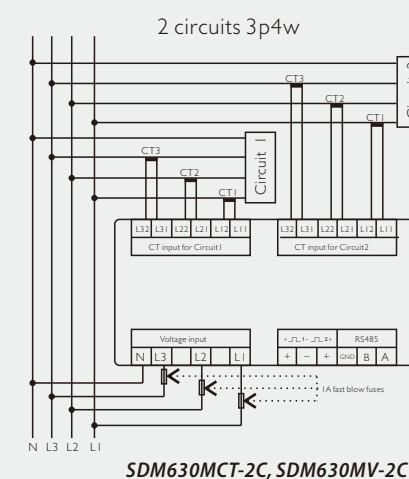 2 circuits 3p4w
CT3
CT2
CT1
CT3
CT2
CT1
Circuit 1
L32 L31 L22 L21 L12 L11
CT input for Circuit1
L32 L31 L22 L21 L12 L11
CT input for Circuit2
Voltage input
N L3 L2 L1
+ 1- 2+ RS485
+ - + GND B A
1A fast blow fuses
N L3 L2 L1
SDM630MCT-2C, SDM630MV-2C